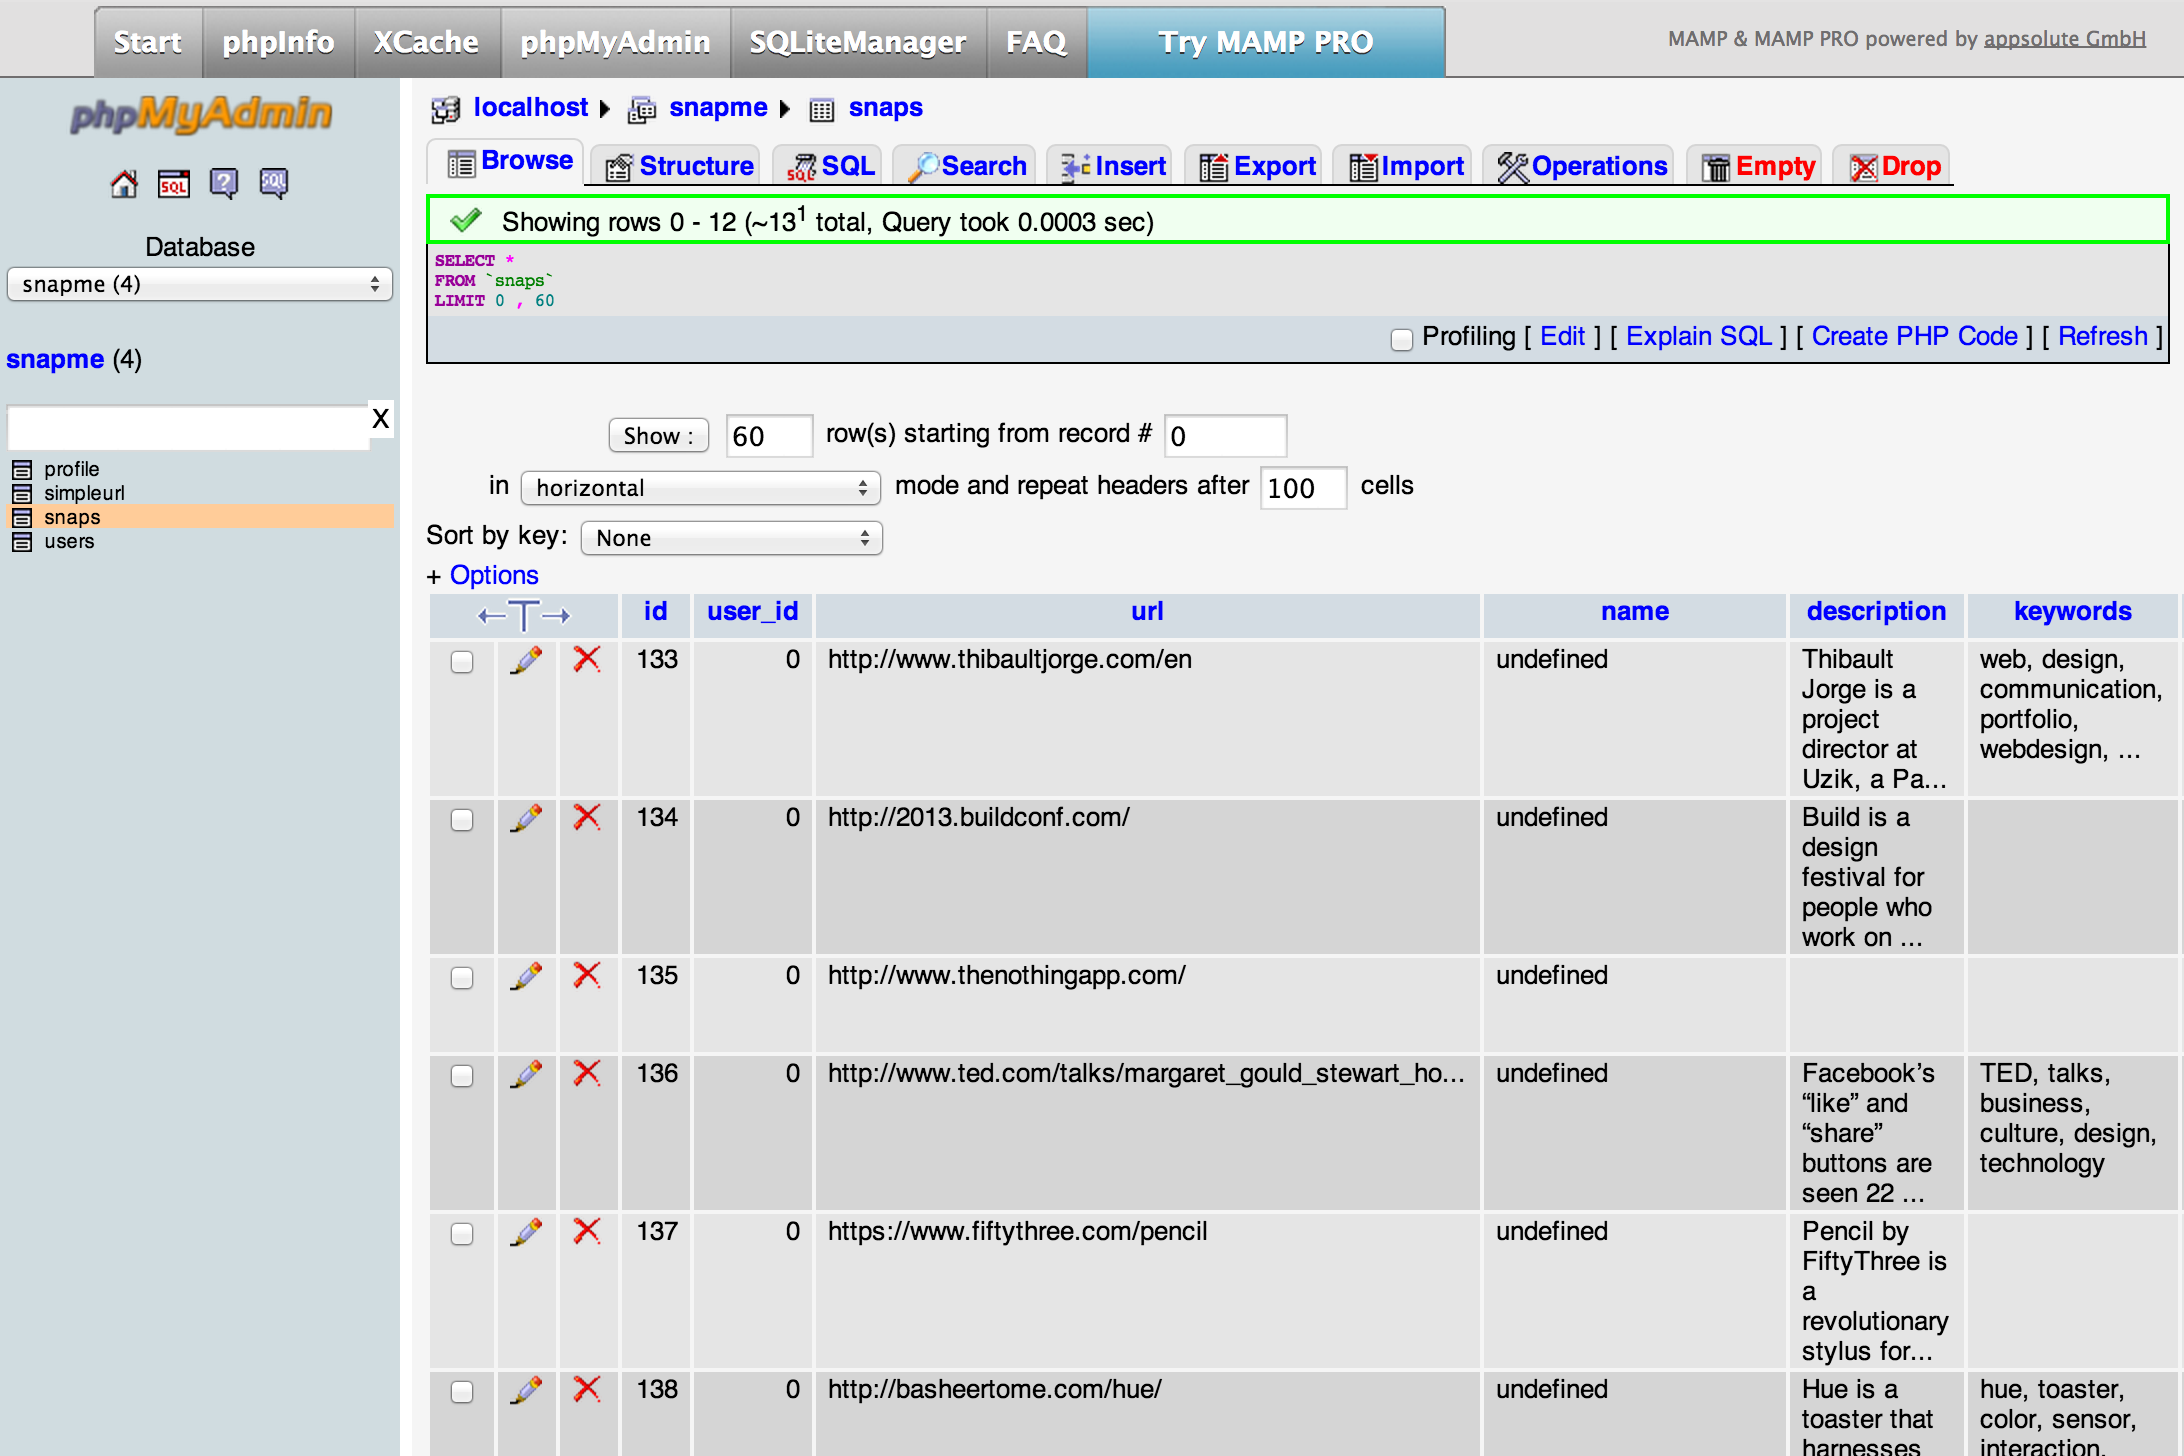 Start phpInfo XCache phpMyAdmin SQLiteManager FAQ Try MAMP PRO MAMP & MAMP PRO powered by appsolute GmbH
phpMyAdmin
SQL ? SQL
Database
snapme (4)
snapme (4)
X
profile
simpleurl
snaps
users
localhost snapme snaps
Browse Structure SQL Search Insert Export Import Operations Empty Drop
Showing rows 0 - 12 (~13¹ total, Query took 0.0003 sec)
SELECT *
FROM `snaps`
LIMIT 0 , 60
Profiling [ Edit ] [ Explain SQL ] [ Create PHP Code ] [ Refresh ]
Show : 60 row(s) starting from record # 0
in horizontal mode and repeat headers after 100 cells
Sort by key: None
+ Options
←T→ id user_id url name description keywords
133 0 http://www.thibaultjorge.com/en undefined Thibault web, design,
Jorge is a communication,
project portfolio,
director at webdesign, ...
Uzik, a Pa...
134 0 http://2013.buildconf.com/ undefined Build is a
design
festival for
people who
work on ...
135 0 http://www.thenothingapp.com/ undefined
136 0 http://www.ted.com/talks/margaret_gould_stewart_ho... undefined Facebook’s TED, talks,
“like” and business,
“share” culture, design,
buttons are technology
seen 22 ...
137 0 https://www.fiftythree.com/pencil undefined Pencil by
FiftyThree is
a
revolutionary
stylus for...
138 0 http://basheertome.com/hue/ undefined Hue is a hue, toaster,
toaster that color, sensor,
harnesses interaction,